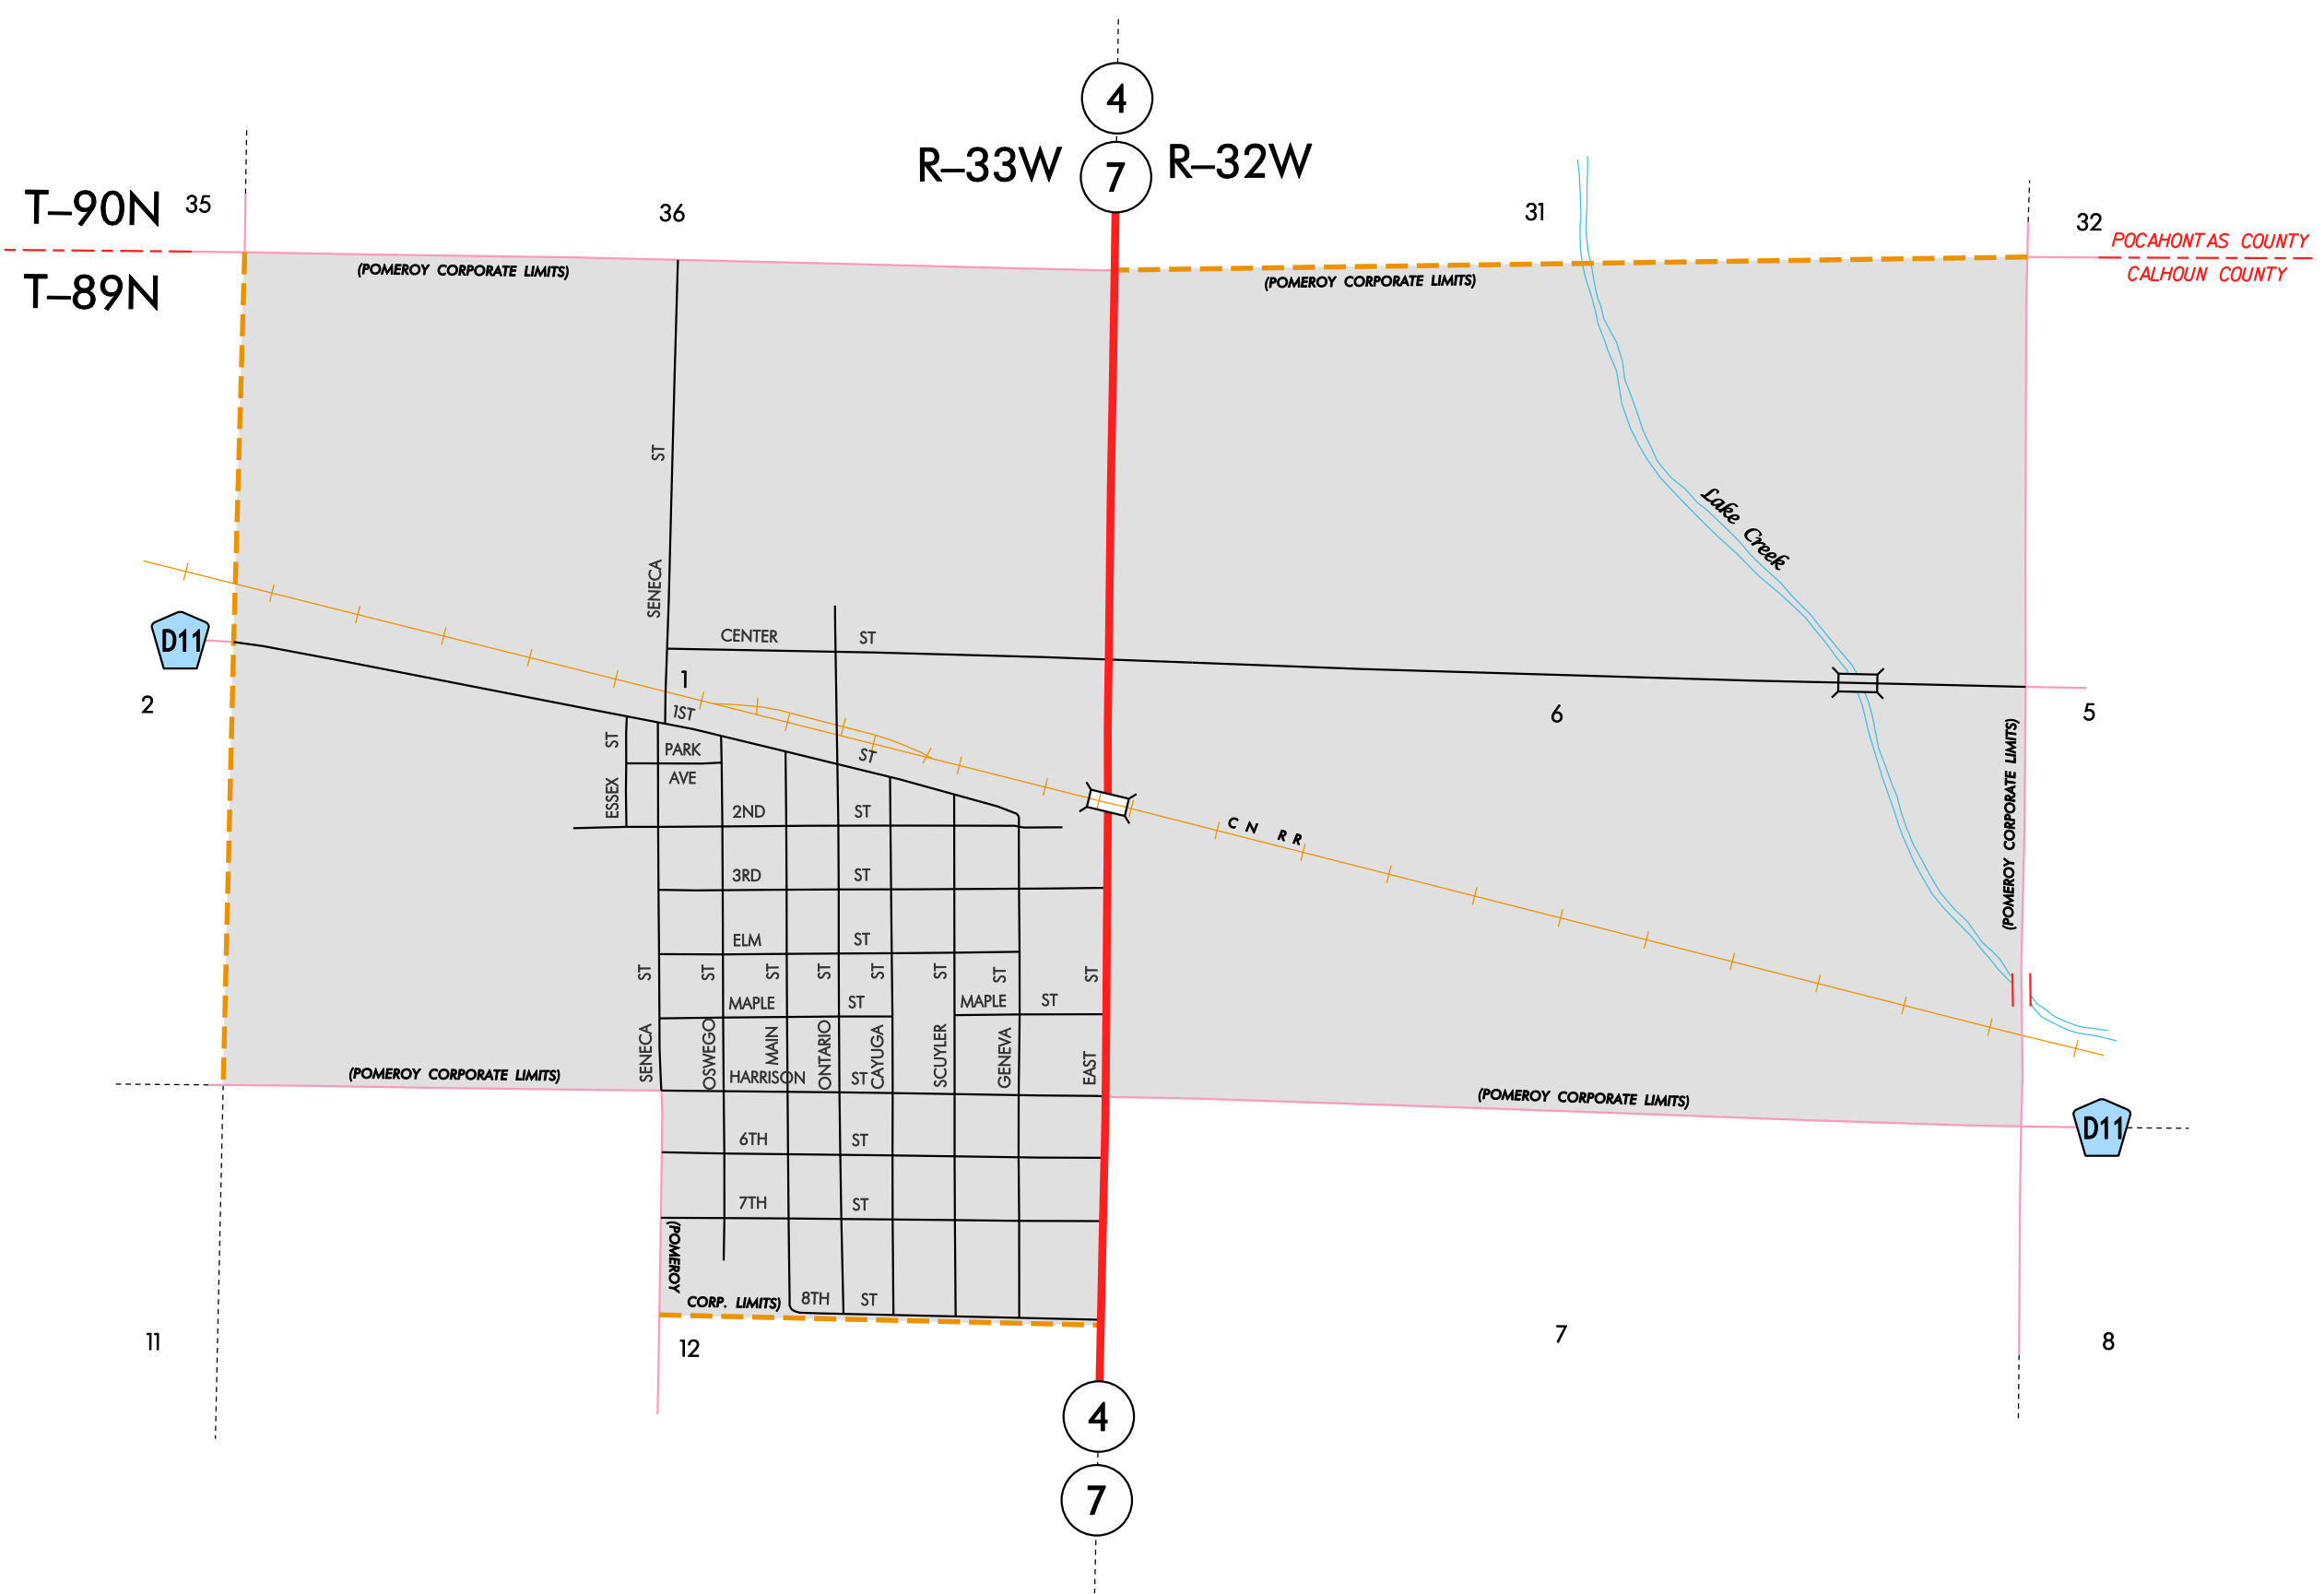 4
R-33W
7
R-32W
T-90N
35
36
31
32
POCAHONTAS COUNTY
CALHOUN COUNTY
T-89N
(POMEROY CORPORATE LIMITS)
(POMEROY CORPORATE LIMITS)
SENECA ST
Lake Creek
D11
CENTER ST
1
2
1ST ST
6
5
ESSEX ST
PARK
AVE
(POMEROY CORPORATE LIMITS)
2ND ST
CN RR
3RD ST
ELM ST
SENECA ST
OSWEGO ST
MAIN ST
ONTARIO ST
CAYUGA ST
SCUYLER ST
GENEVA ST
EAST ST
MAPLE ST
MAPLE ST
HARRISON ST
(POMEROY CORPORATE LIMITS)
(POMEROY CORPORATE LIMITS)
D11
6TH ST
7TH ST
(POMEROY
CORP. LIMITS)
8TH ST
11
12
7
8
4
7